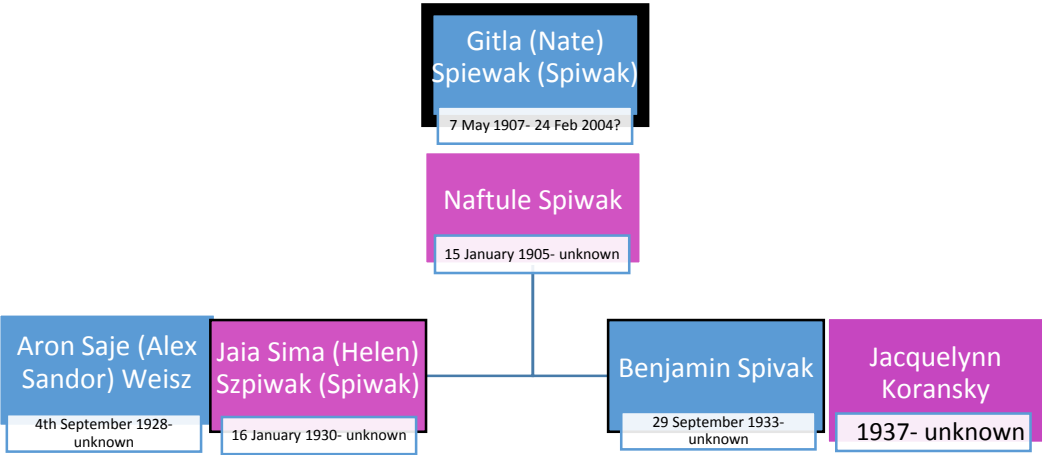 Gitla (Nate)
Spiewak (Spiwak)
7 May 1907- 24 Feb 2004?
Naftule Spiwak
15 January 1905- unknown
Aron Saje (Alex
Sandor) Weisz
4th September 1928-
unknown
Jaia Sima (Helen)
Szpiwak (Spiwak)
16 January 1930- unknown
Benjamin Spivak
29 September 1933-
unknown
Jacquelynn
Koransky
1937- unknown